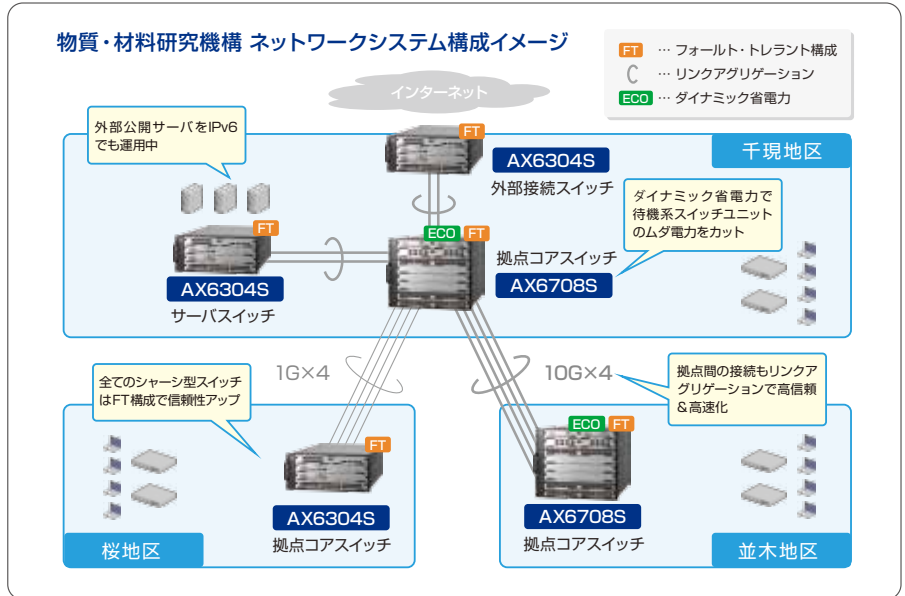 物質・材料研究機構 ネットワークシステム構成イメージ
FT … フォールト・トレラント構成
… リンクアグリゲーション
ECO … ダイナミック省電力
インターネット
外部公開サーバをIPv6
でも運用中
千現地区
FT
AX6304S
外部接続スイッチ
ダイナミック省電力で
待機系スイッチユニット
のムダ電力をカット
FT
ECO FT
拠点コアスイッチ
AX6708S
AX6304S
サーバスイッチ
1G×4
10G×4
拠点間の接続もリンクア
グリゲーションで高信頼
&高速化
全てのシャーシ型スイッチ
はFT構成で信頼性アップ
FT
AX6304S
拠点コアスイッチ
桜地区
ECO FT
AX6708S
拠点コアスイッチ
並木地区